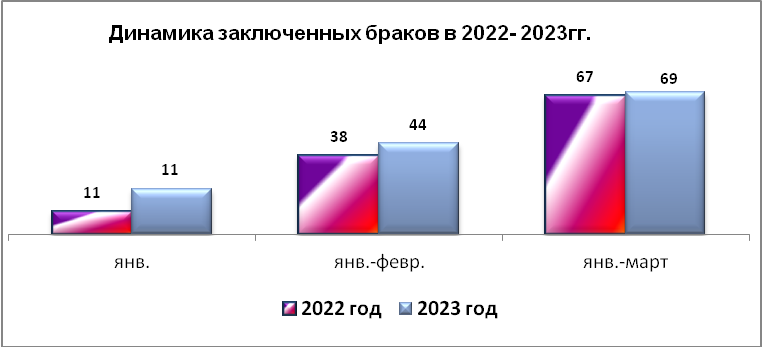 Динамика заключенных браков в 2022- 2023гг.
67 69
38 44
11 11
янв. янв.-февр. янв.-март
2022 год 2023 год